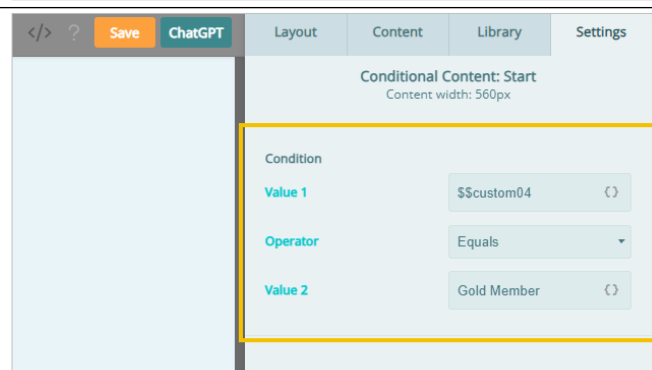 </> ? Save ChatGPT Layout Content Library Settings
Conditional Content: Start
Content width: 560px
Condition
Value 1 $$custom04 {}
Operator Equals
Value 2 Gold Member {}